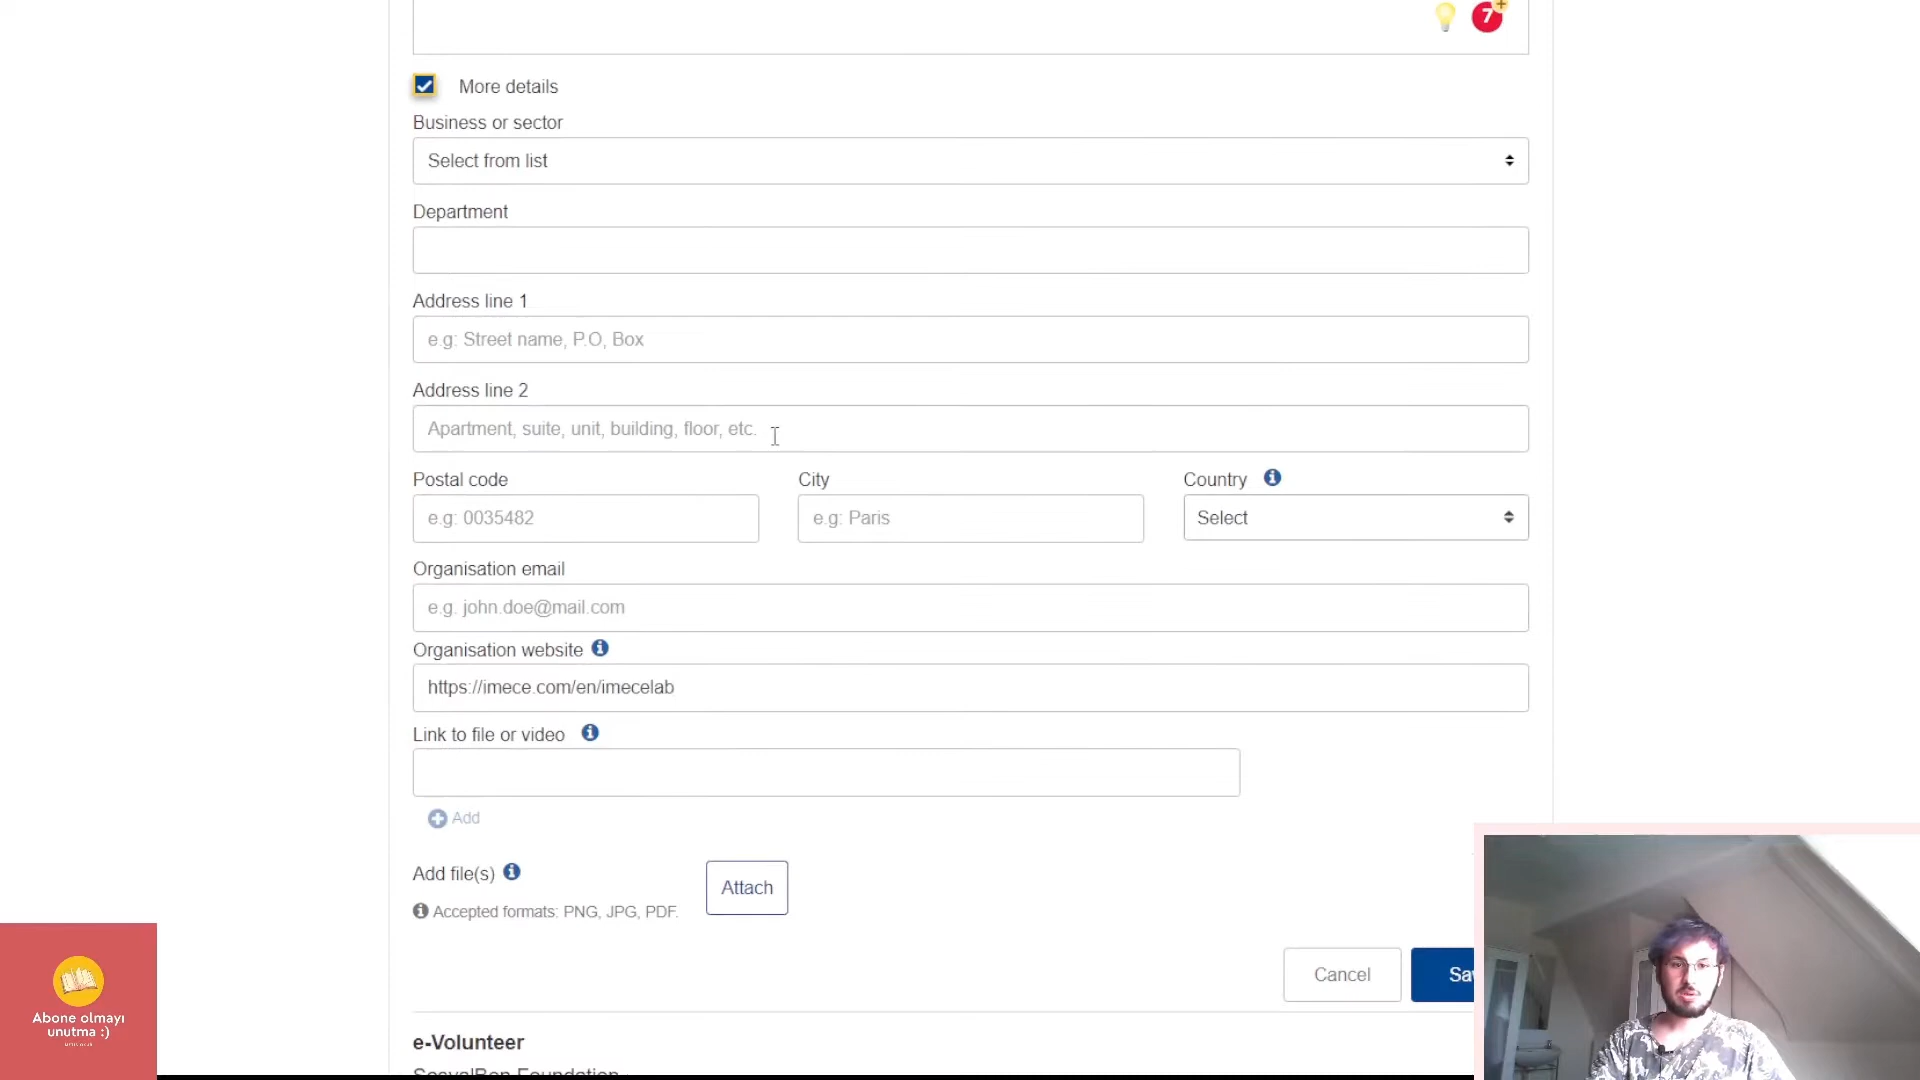 7
+
More details
Business or sector
Select from list
Department
Address line 1
e.g: Street name, P.O, Box
Address line 2
Apartment, suite, unit, building, floor, etc.
Postal code City Country
e.g: 0035482 e.g: Paris Select
Organisation email
e.g. john.doe@mail.com
Organisation website
https://imece.com/en/imecelab
Link to file or video
Add
Add file(s) Attach
Accepted formats: PNG, JPG, PDF.
Cancel Sa
e-Volunteer
SosyalBen Foundation
Abone olmayı
unutma :)